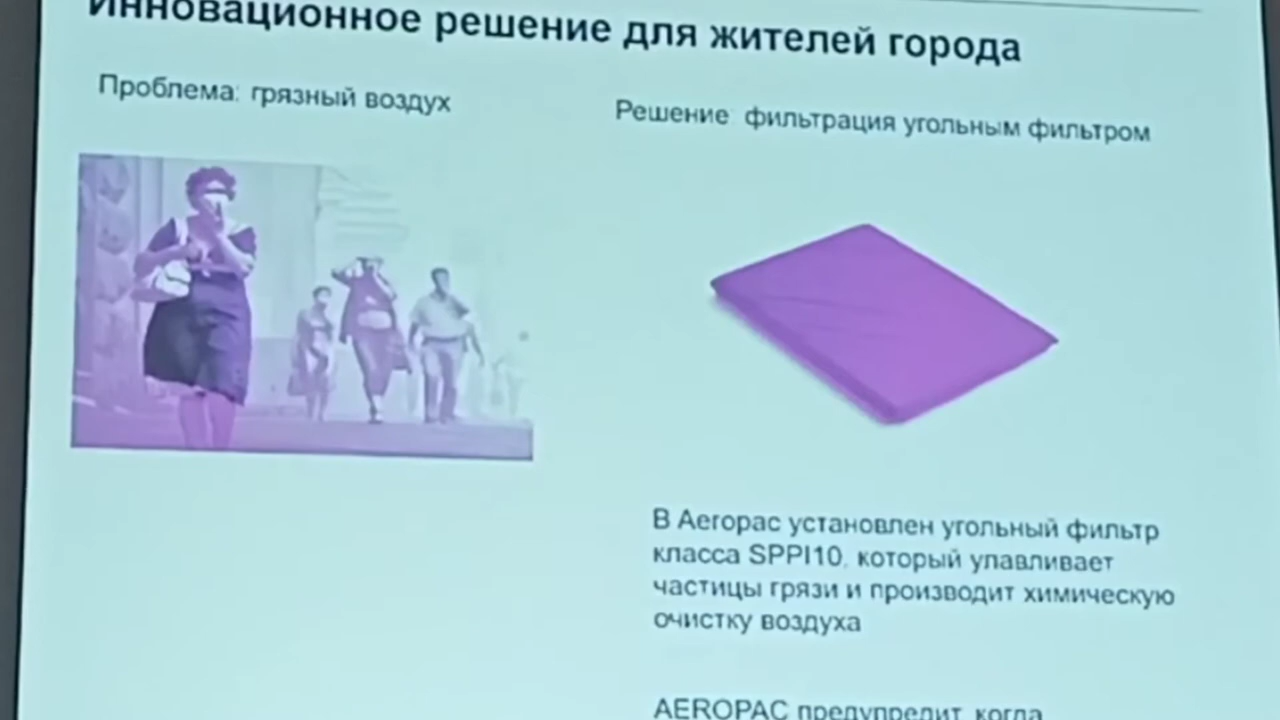 Инновационное решение для жителей города
Проблема: грязный воздух
Решение: фильтрация угольным фильтром
В Aeropac установлен угольный фильтр
класса SPPI10, который улавливает
частицы грязи и производит химическую
очистку воздуха
AEROPAC предупредит, когда